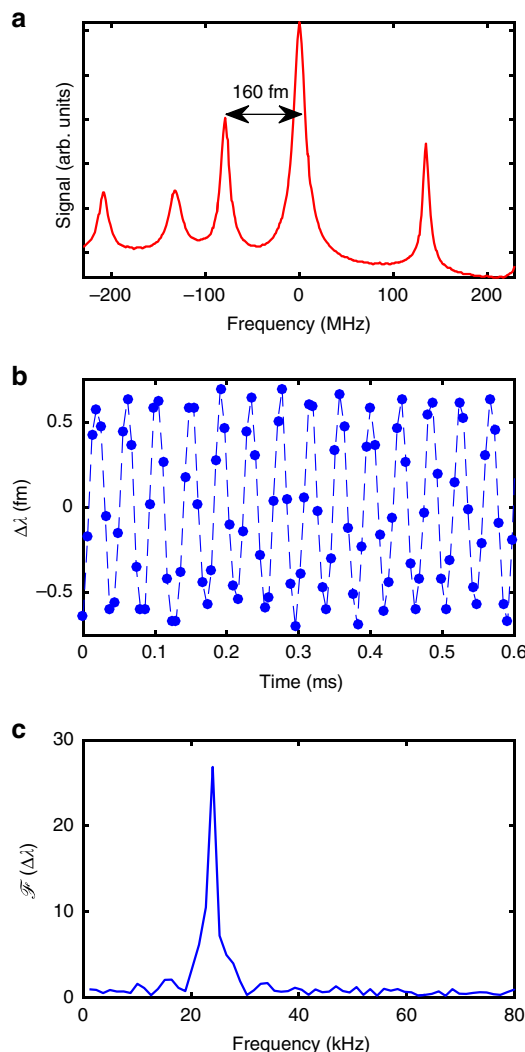 a
160 fm
Signal (arb. units)
−200
−100
0
100
200
Frequency (MHz)
b
0.5
0
−0.5
Δλ (fm)
0
0.1
0.2
0.3
0.4
0.5
0.6
Time (ms)
c
30
20
10
0
ℱ (Δλ)
0
20
40
60
80
Frequency (kHz)